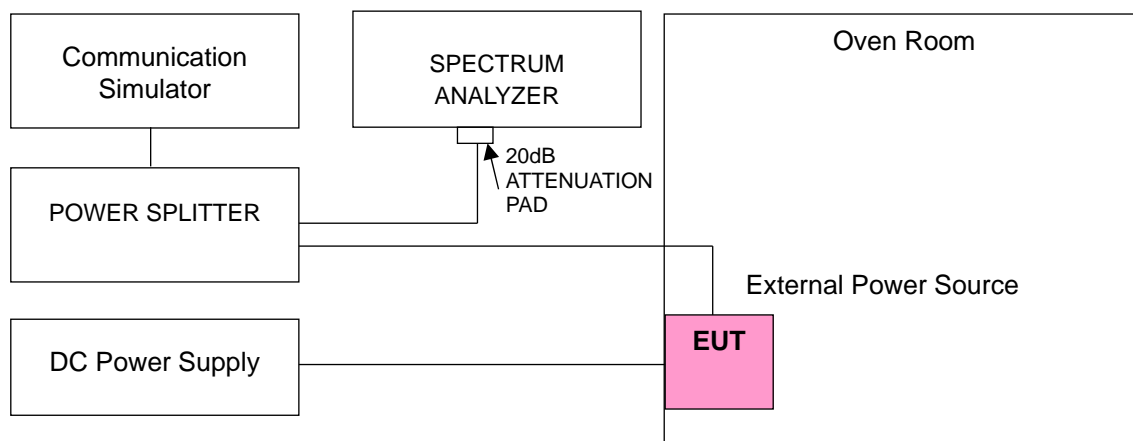 Communication
Simulator
SPECTRUM
ANALYZER
Oven Room
20dB
ATTENUATION
PAD
POWER SPLITTER
External Power Source
EUT
DC Power Supply